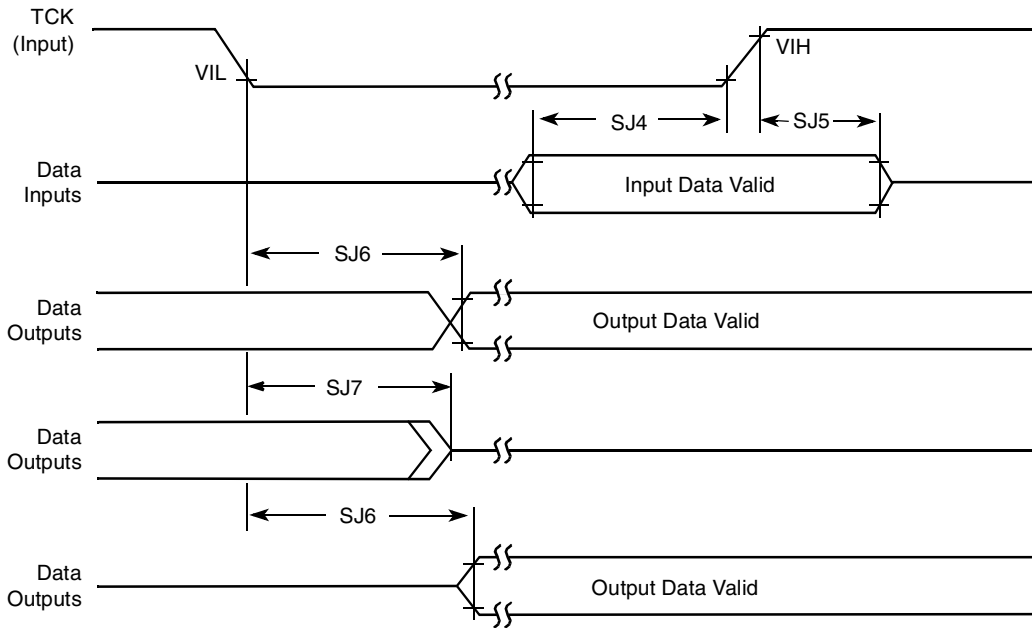 TCK
(Input)
VIL
VIH
SJ4
SJ5
Data
Inputs
Input Data Valid
SJ6
Data
Outputs
Output Data Valid
SJ7
Data
Outputs
SJ6
Data
Outputs
Output Data Valid